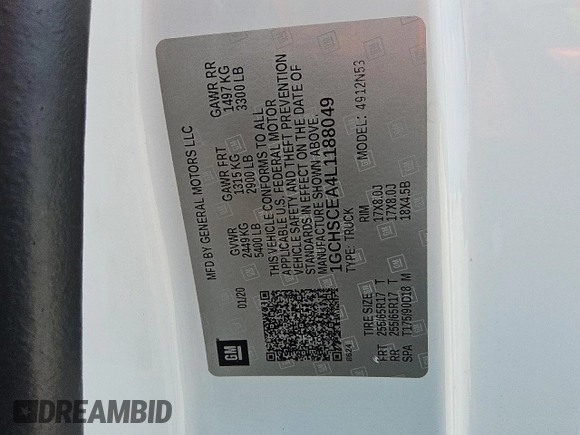 GM
MFD BY GENERAL MOTORS LLC
01/20
GVWR
2449 KG
5400 LB
GAWR FRT
1315 KG
2900 LB
GAWR RR
1497 KG
3300 LB
THIS VEHICLE CONFORMS TO ALL
APPLICABLE U.S. FEDERAL MOTOR
VEHICLE SAFETY AND THEFT PREVENTION
STANDARDS IN EFFECT ON THE DATE OF
MANUFACTURE SHOWN ABOVE.
1GCHSCEA4L1188049
TYPE: TRUCK
MODEL: 4912N53
8624
TIRE SIZE RIM
FRT 255/65R17 T 17X8.0J
RR 255/65R17 T 17X8.0J
SPA T175/90D18 M 18X4.5B
DREAMBID